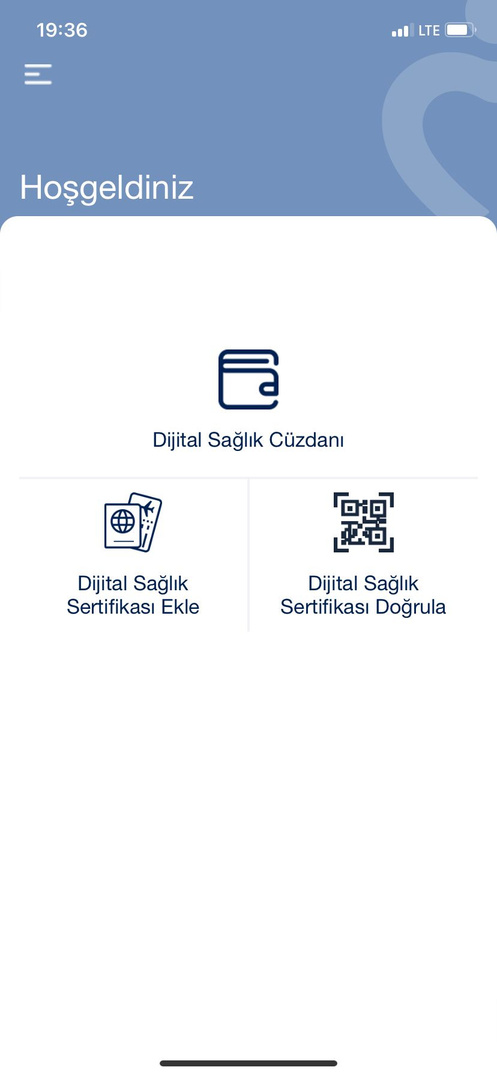 19:36
LTE
Hoşgeldiniz
Dijital Sağlık Cüzdanı
Dijital Sağlık
Sertifikası Ekle
Dijital Sağlık
Sertifikası Doğrula